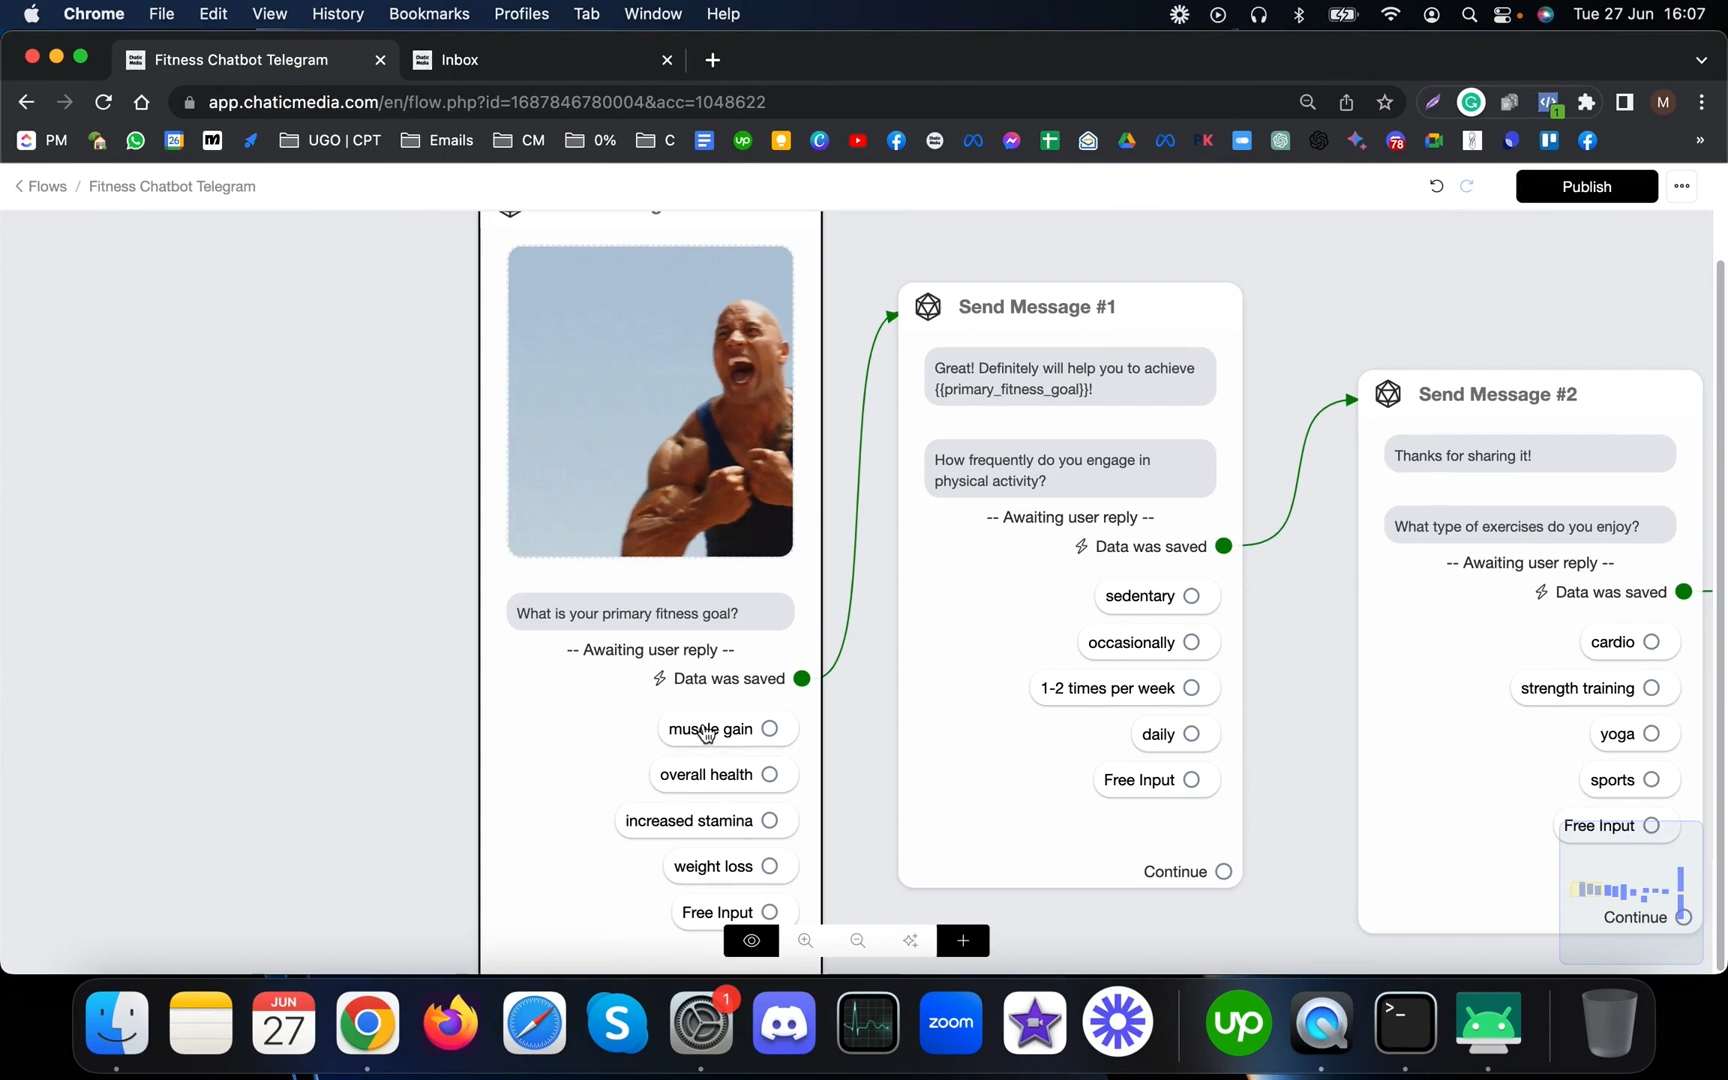 Chrome File Edit View History Bookmarks Profiles Tab Window Help Tue 27 Jun 16:07
Fitness Chatbot Telegram
Inbox
app.chaticmedia.com/en/flow.php?id=1687846780004&acc=1048622
1
M
PM
26
UGO | CPT
Emails
CM
0%
C
78
Flows / Fitness Chatbot Telegram
Publish
What is your primary fitness goal?
-- Awaiting user reply --
Data was saved
muscle gain
overall health
increased stamina
weight loss
Free Input
Send Message #1
Great! Definitely will help you to achieve
{{primary_fitness_goal}}!
How frequently do you engage in
physical activity?
-- Awaiting user reply --
Data was saved
sedentary
occasionally
1-2 times per week
daily
Free Input
Continue
Send Message #2
Thanks for sharing it!
What type of exercises do you enjoy?
-- Awaiting user reply --
Data was saved
cardio
strength training
yoga
sports
Free Input
Continue
JUN
27
1
zoom
up